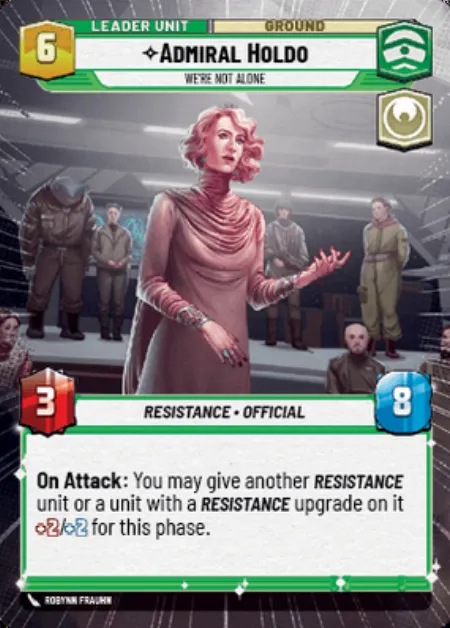 LEADER UNIT GROUND
6
ADMIRAL HOLDO
WE'RE NOT ALONE
3
RESISTANCE • OFFICIAL
8
On Attack: You may give another RESISTANCE
unit or a unit with a RESISTANCE upgrade on it
+2/+2 for this phase.
ROBYNN FRAUHN